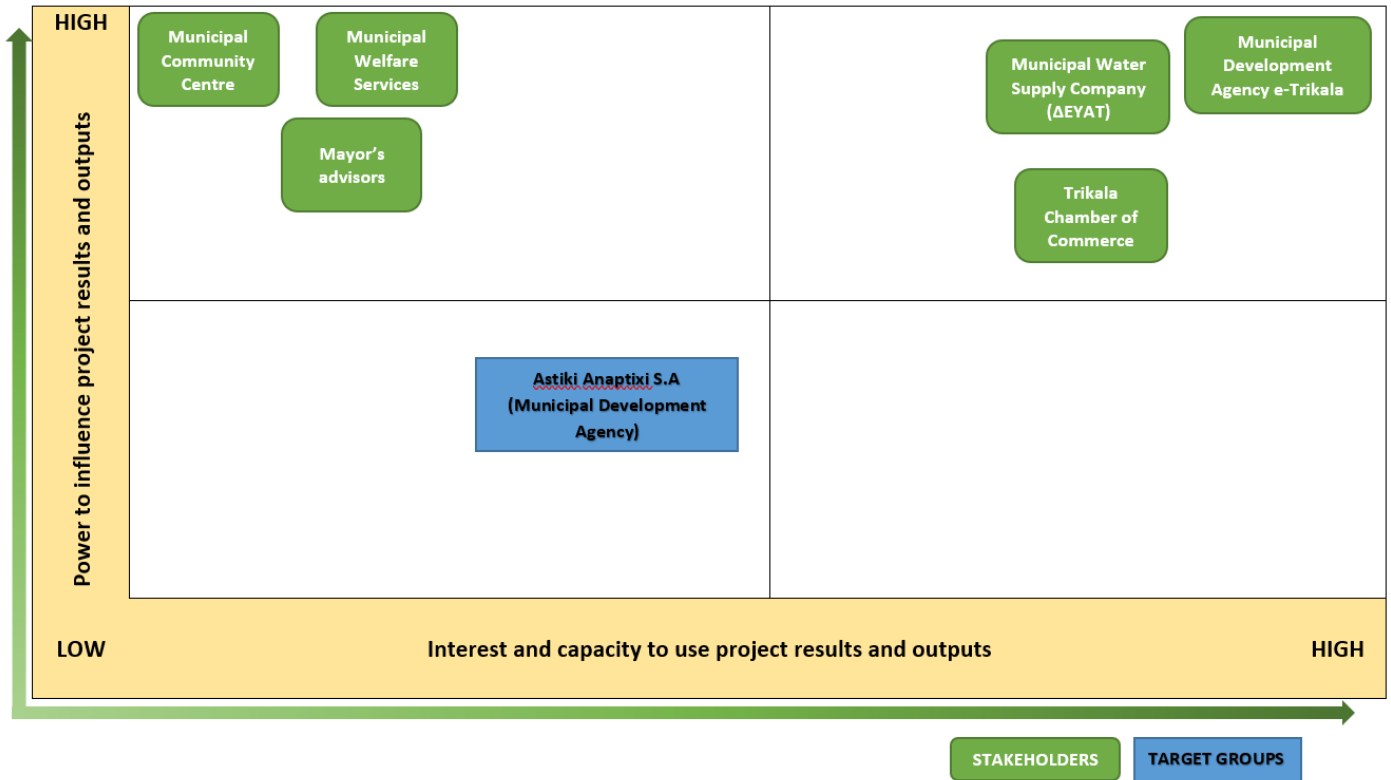 HIGH
Power to influence project results and outputs
Municipal
Community
Centre
Municipal
Welfare
Services
Mayor’s
advisors
Municipal Water
Supply Company
(ΔΕΥΑΤ)
Municipal
Development
Agency e-Trikala
Trikala
Chamber of
Commerce
Astiki Anaptixi S.A
(Municipal Development
Agency)
LOW
Interest and capacity to use project results and outputs
HIGH
STAKEHOLDERS
TARGET GROUPS